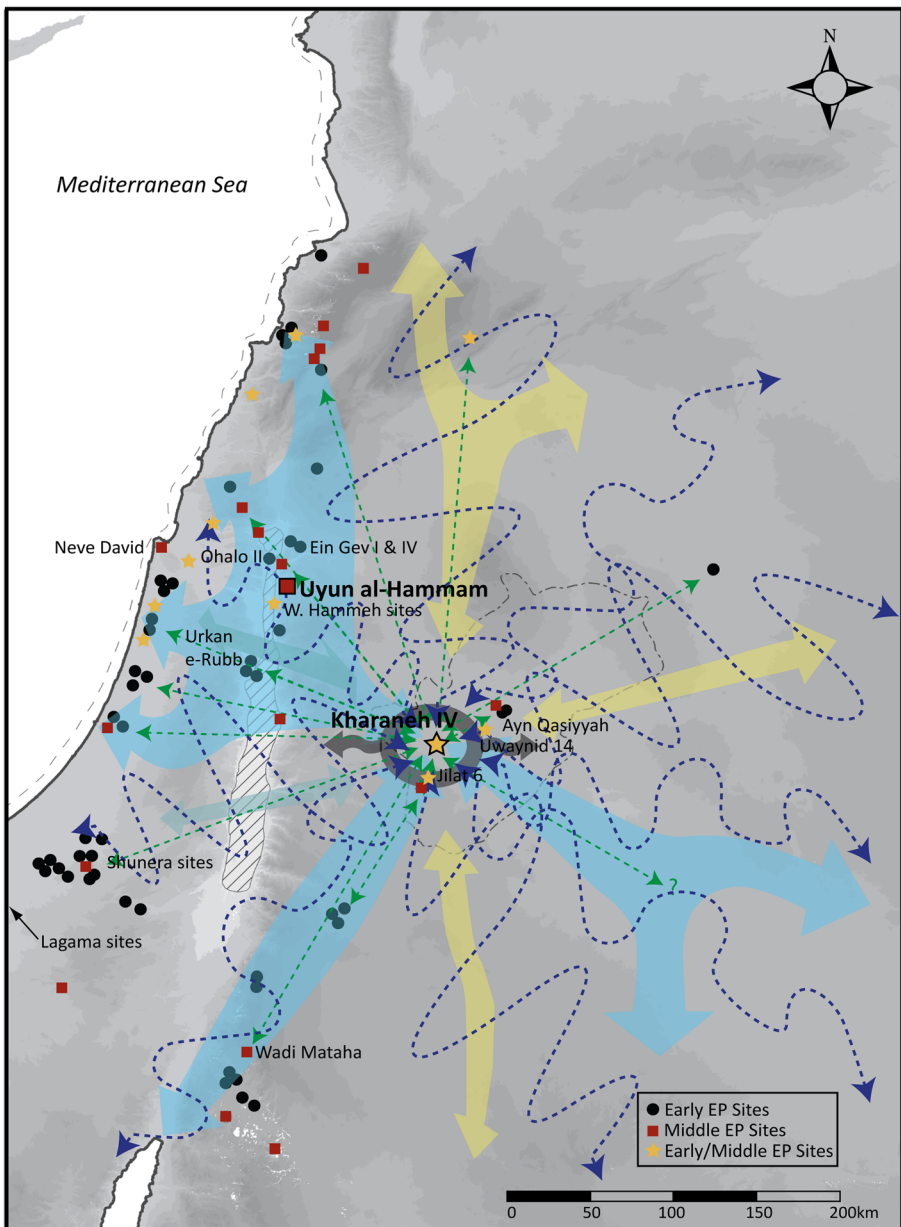 N
Mediterranean Sea
Neve David
Ohalo II
Ein Gev I & IV
Uyun al-Hammam
W. Hammeh sites
Urkan
e-Rubb
Kharaneh IV
Ayn Qasiyyah
Uwaynid 14
Jilat 6
Shunera sites
?
Lagama sites
Wadi Mataha
Early EP Sites
Middle EP Sites
Early/Middle EP Sites
0 50 100 150 200km